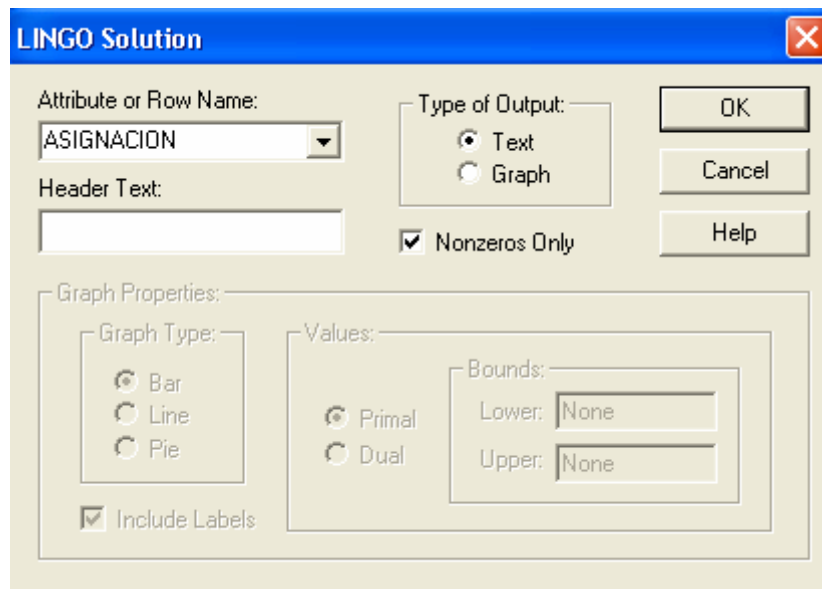 LINGO Solution
Attribute or Row Name:
ASIGNACION
Header Text:
Type of Output:
Text
Graph
Nonzeros Only
OK
Cancel
Help
Graph Properties:
Graph Type:
Bar
Line
Pie
Include Labels
Values:
Primal
Dual
Bounds:
Lower: None
Upper: None